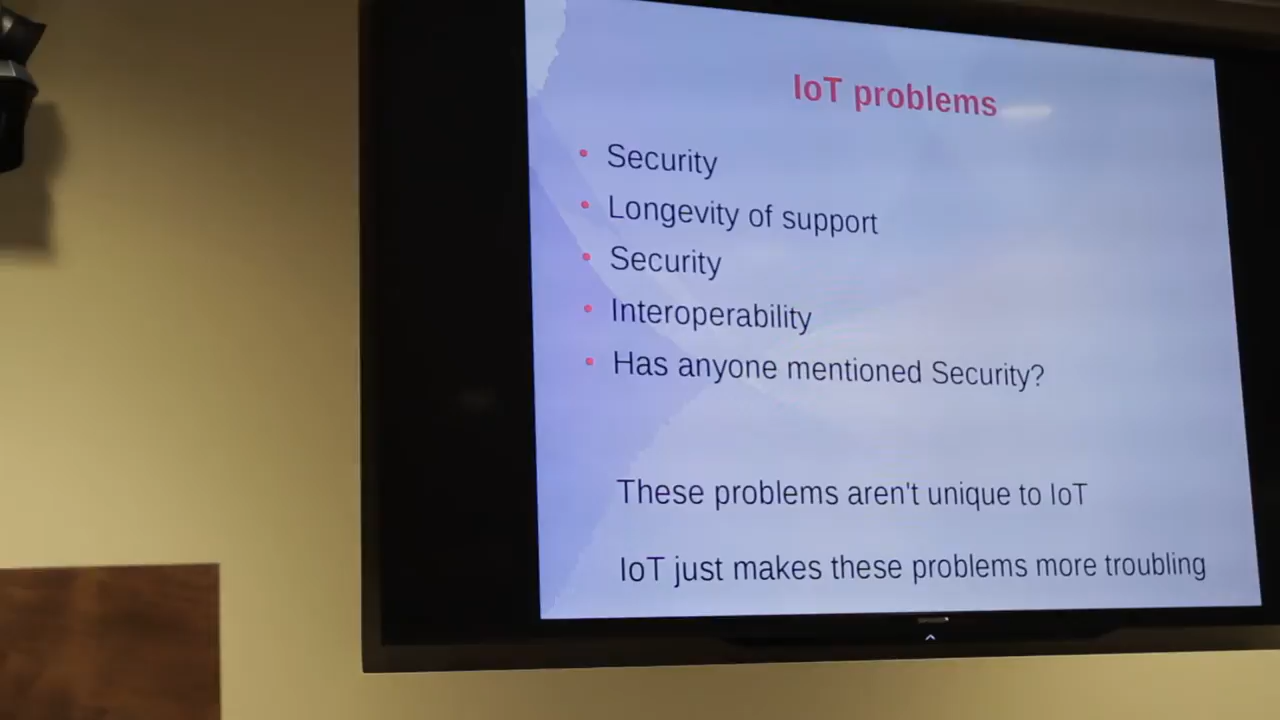 IoT problems
• Security
• Longevity of support
• Security
• Interoperability
• Has anyone mentioned Security?
These problems aren't unique to IoT
IoT just makes these problems more troubling